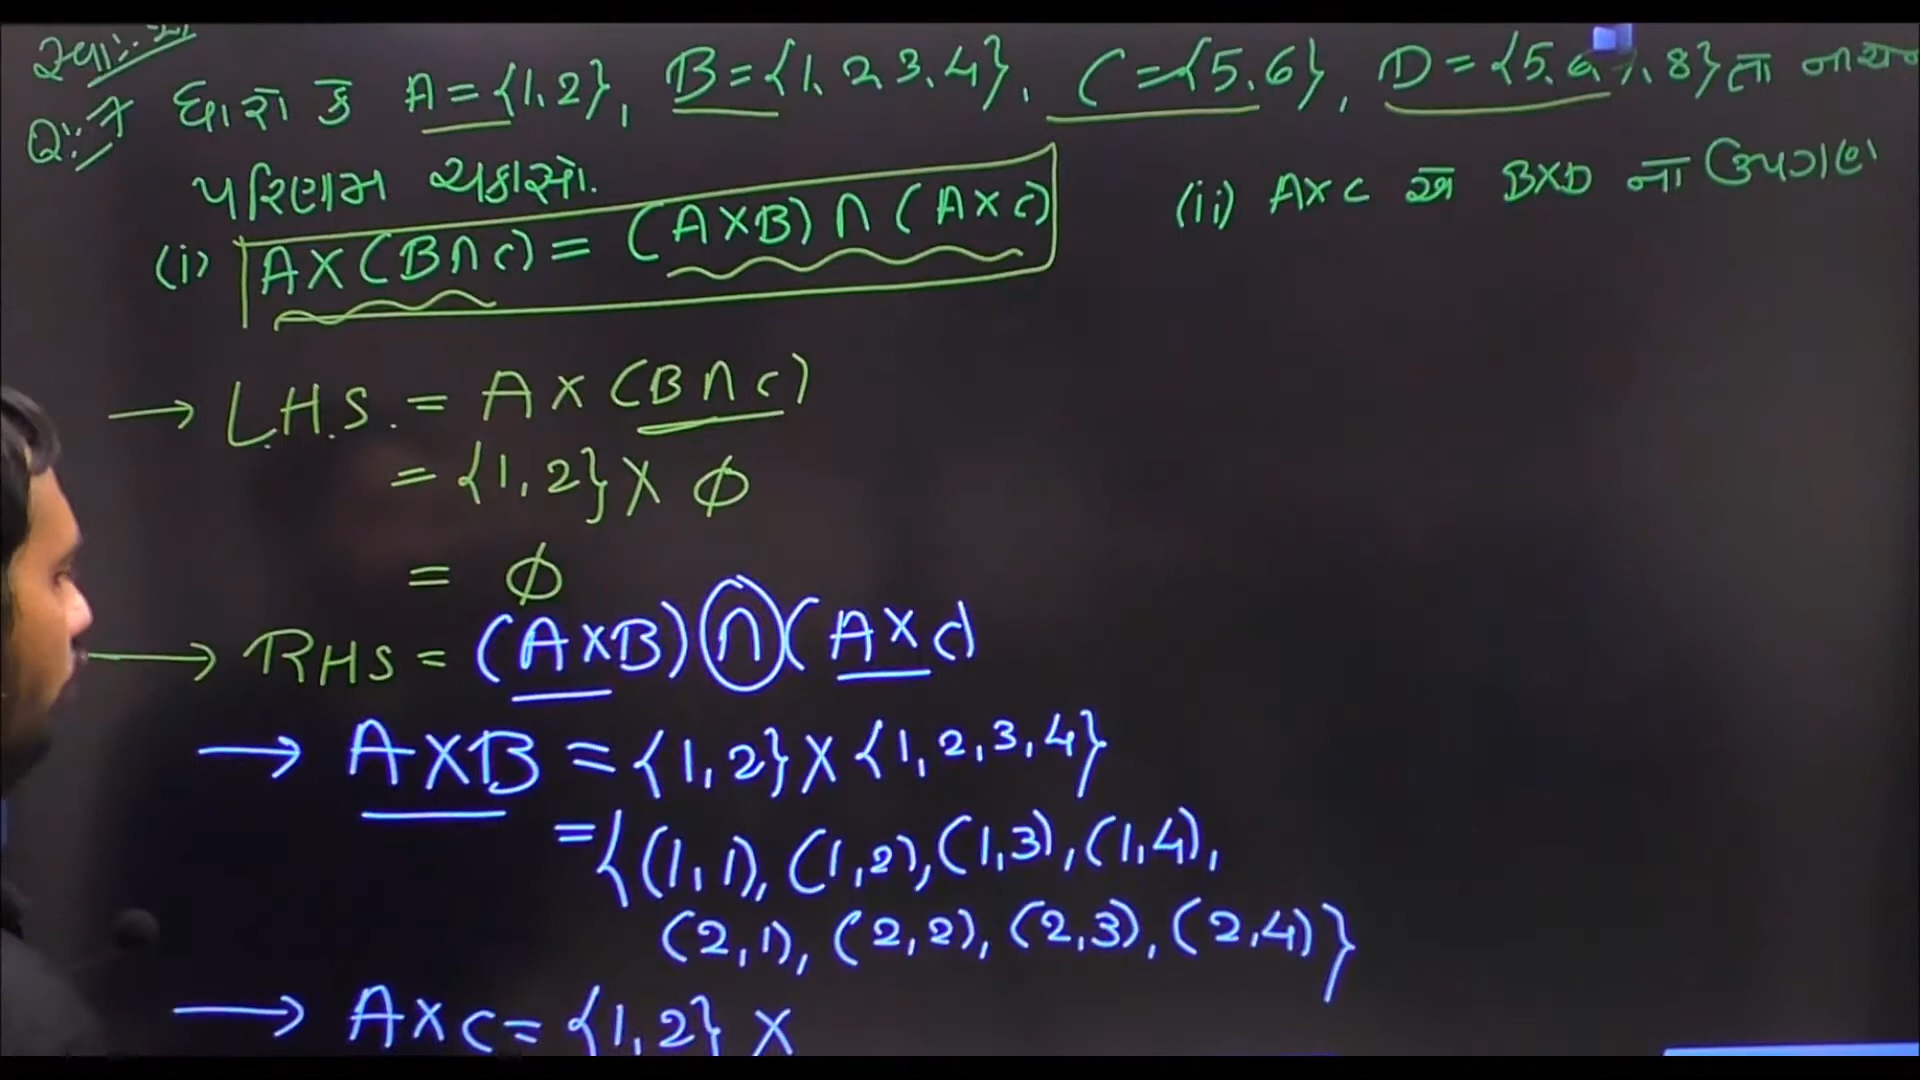 Q:-7 ધારો કે A = {1, 2}, B = {1, 2, 3, 4}, C = {5, 6}, D = {5, 6, 7, 8} તો
પરિણામ ચકાસો.
(i) A×(B∩C) = (A×B)∩(A×C)
(ii) A×C એ B×D નો ઉપગણ
→ L.H.S. = A×(B∩C)
= {1, 2} × ϕ
= ϕ
→ RHS = (A×B)∩(A×C)
→ A×B = {1, 2} × {1, 2, 3, 4}
= {(1, 1), (1, 2), (1, 3), (1, 4),
(2, 1), (2, 2), (2, 3), (2, 4)}
→ A×C = {1, 2} ×